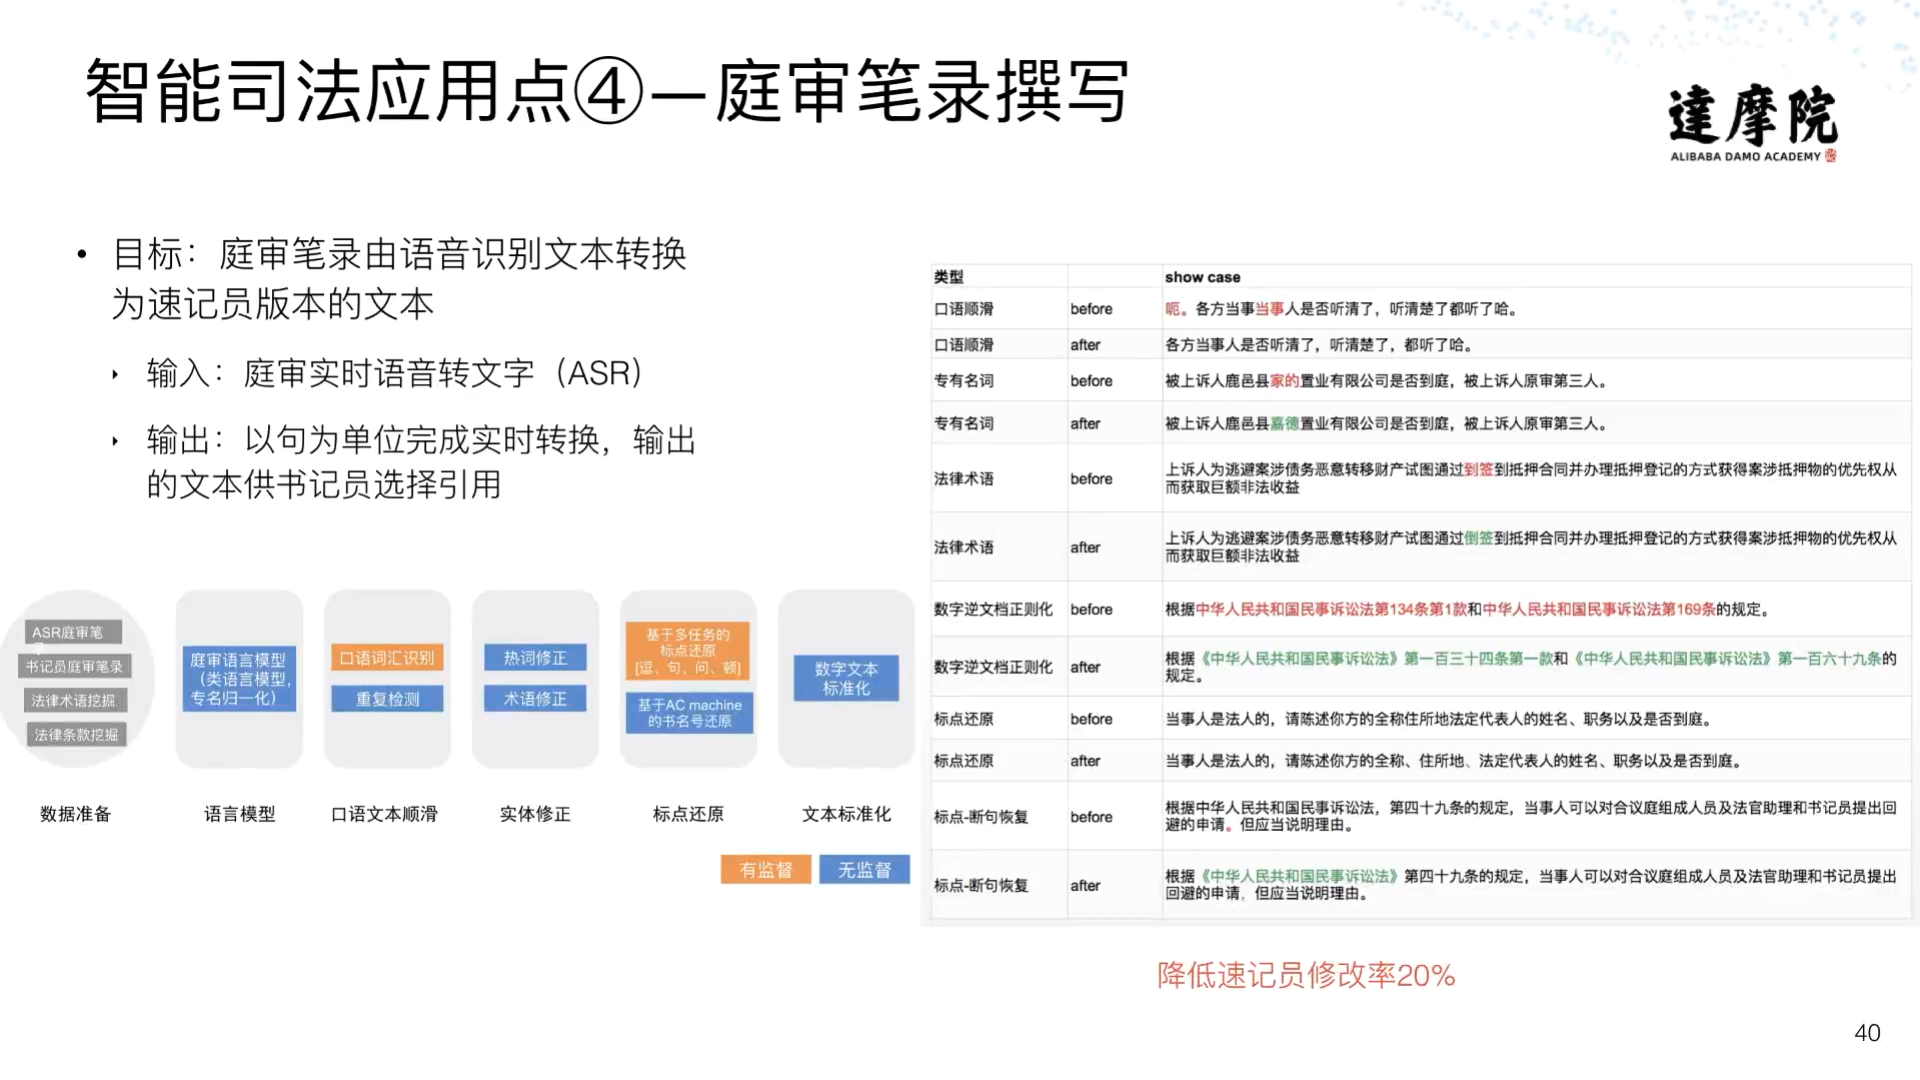 智能司法应用点④—庭审笔录撰写
達摩院
ALIBABA DAMO ACADEMY
• 目标：庭审笔录由语音识别文本转换
为速记员版本的文本
‣ 输入：庭审实时语音转文字（ASR）
‣ 输出：以句为单位完成实时转换，输出
的文本供书记员选择引用
ASR庭审笔
书记员庭审笔录
法律术语挖掘
法律条款挖掘
数据准备
庭审语言模型
（类语言模型,
专名归一化）
语言模型
口语词汇识别
重复检测
口语文本顺滑
热词修正
术语修正
实体修正
基于多任务的
标点还原
[逗、句、问、顿]
基于AC machine
的书名号还原
标点还原
数字文本
标准化
文本标准化
有监督
无监督
类型 show case
口语顺滑 before 呃。各方当事当事人是否听清了，听清楚了都听了哈。
口语顺滑 after 各方当事人是否听清了，听清楚了，都听了哈。
专有名词 before 被上诉人鹿邑县家的置业有限公司是否到庭，被上诉人原审第三人。
专有名词 after 被上诉人鹿邑县嘉德置业有限公司是否到庭，被上诉人原审第三人。
法律术语 before 上诉人为逃避案涉债务恶意转移财产试图通过到签到抵押合同并办理抵押登记的方式获得案涉抵押物的优先权从
而获取巨额非法收益
法律术语 after 上诉人为逃避案涉债务恶意转移财产试图通过倒签到抵押合同并办理抵押登记的方式获得案涉抵押物的优先权从
而获取巨额非法收益
数字逆文档正则化 before 根据中华人民共和国民事诉讼法第134条第1款和中华人民共和国民事诉讼法第169条的规定。
数字逆文档正则化 after 根据《中华人民共和国民事诉讼法》第一百三十四条第一款和《中华人民共和国民事诉讼法》第一百六十九条的
规定。
标点还原 before 当事人是法人的，请陈述你方的全称住所地法定代表人的姓名、职务以及是否到庭。
标点还原 after 当事人是法人的，请陈述你方的全称、住所地、法定代表人的姓名、职务以及是否到庭。
标点-断句恢复 before 根据中华人民共和国民事诉讼法，第四十九条的规定，当事人可以对合议庭组成人员及法官助理和书记员提出回
避的申请。但应当说明理由。
标点-断句恢复 after 根据《中华人民共和国民事诉讼法》第四十九条的规定，当事人可以对合议庭组成人员及法官助理和书记员提出
回避的申请，但应当说明理由。
降低速记员修改率20%
40